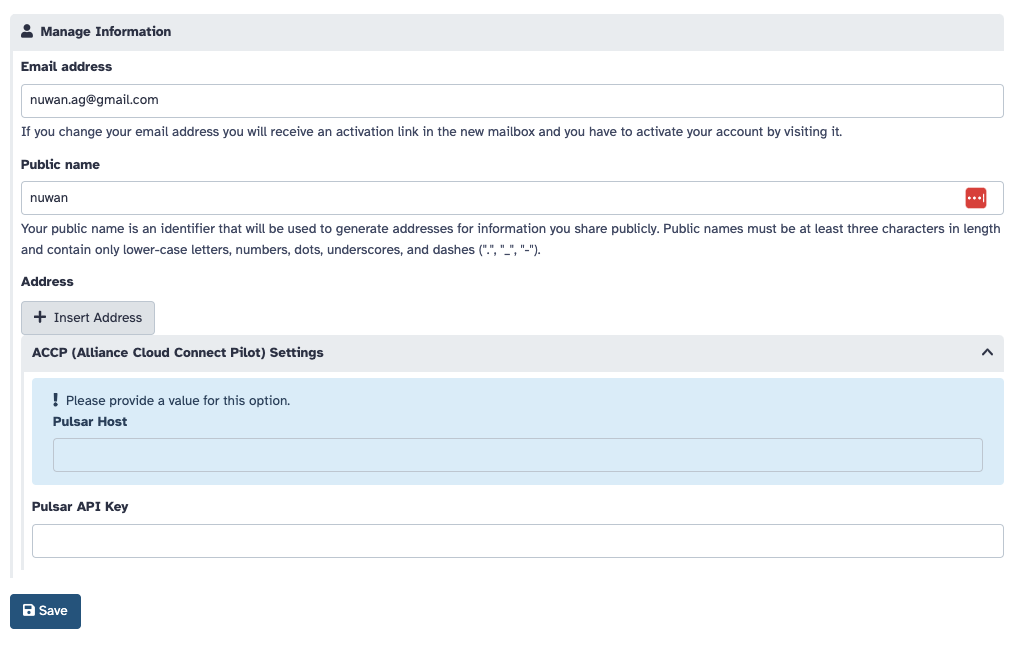 Manage Information
Email address
nuwan.ag@gmail.com
If you change your email address you will receive an activation link in the new mailbox and you have to activate your account by visiting it.
Public name
nuwan
Your public name is an identifier that will be used to generate addresses for information you share publicly. Public names must be at least three characters in length
and contain only lower-case letters, numbers, dots, underscores, and dashes (".", "_", "-").
Address
Insert Address
ACCP (Alliance Cloud Connect Pilot) Settings
Please provide a value for this option.
Pulsar Host
Pulsar API Key
Save